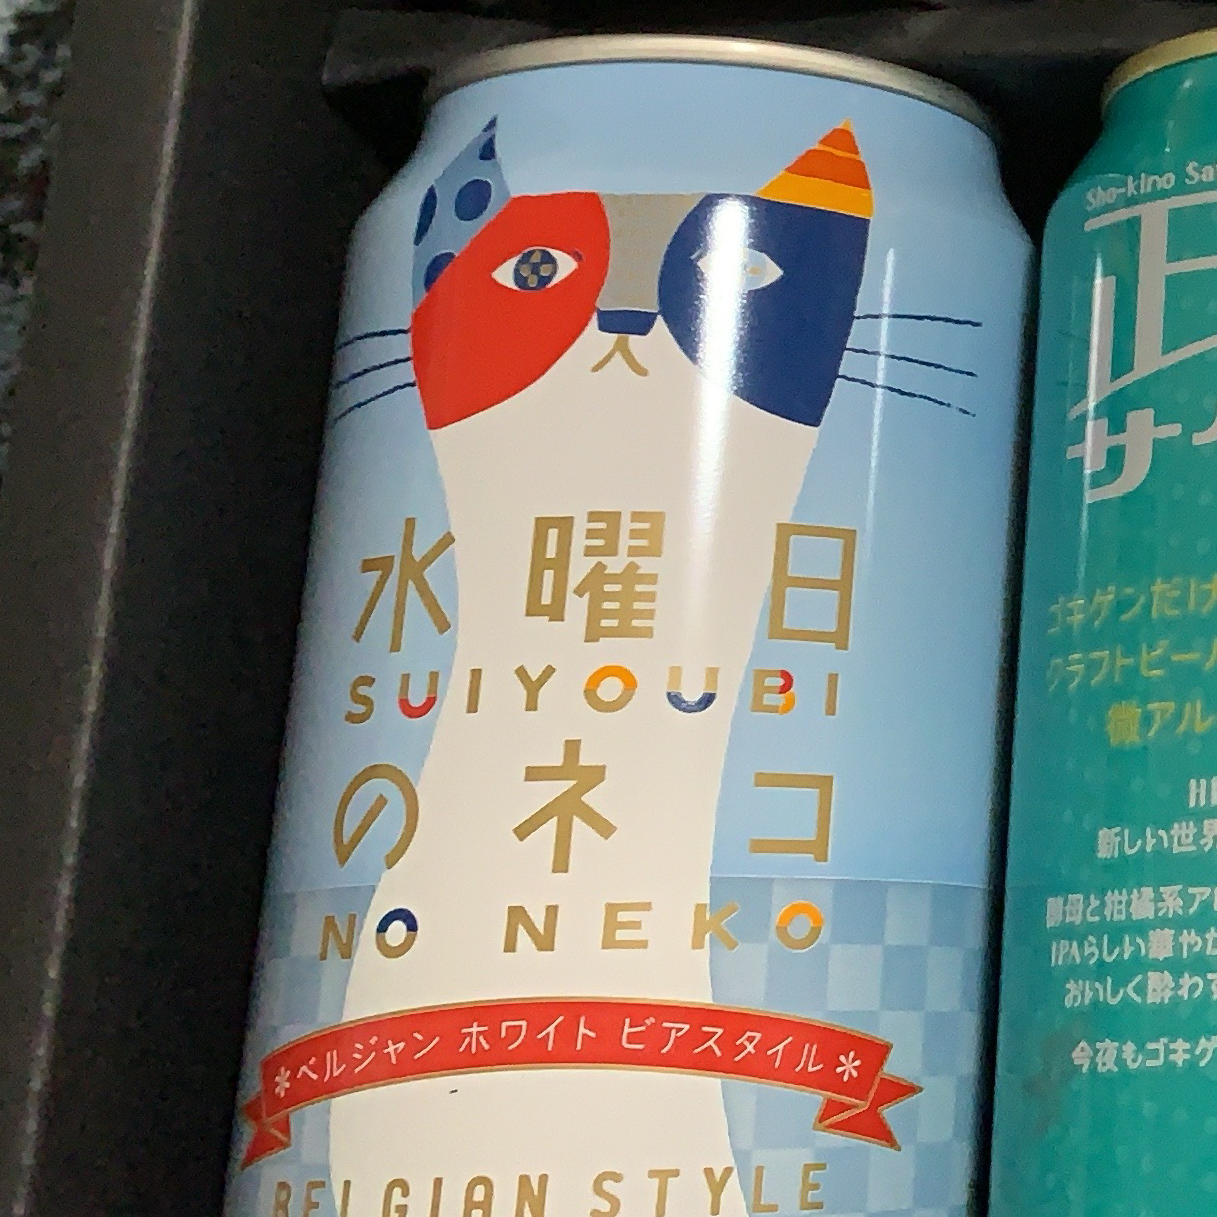 水曜日
SUIYOUBI
のネコ
NO NEKO
*ベルジャン ホワイト ビアスタイル*
BELGIAN STYLE
Sho-kino
正
サ
ゴキゲンだけ
クラフトビール
微アル
新しい世界
酵母と柑橘系ア
IPAらしい華や
おいしく酔わ
今夜もゴキゲ